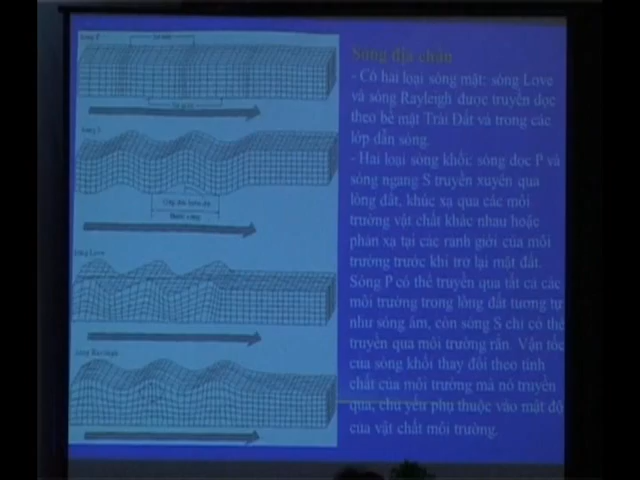 Sóng P
Sóng S
Bước sóng
Sóng Love
Sóng Rayleigh
Sóng địa chấn
- Có hai loại sóng mặt: sóng Love
và sóng Rayleigh được truyền dọc
theo bề mặt Trái Đất và trong các
lớp dẫn sóng.
- Hai loại sóng khối: sóng dọc P và
sóng ngang S truyền xuyên qua
lòng đất, khúc xạ qua các môi
trường vật chất khác nhau hoặc
phản xạ tại các ranh giới của môi
trường trước khi trở lại mặt đất.
Sóng P có thể truyền qua tất cả các
môi trường trong lòng đất tương tự
như sóng âm, còn sóng S chỉ có thể
truyền qua môi trường rắn. Vận tốc
của sóng khối thay đổi theo tính
chất của môi trường mà nó truyền
qua, chủ yếu phụ thuộc vào mật độ
của vật chất môi trường.